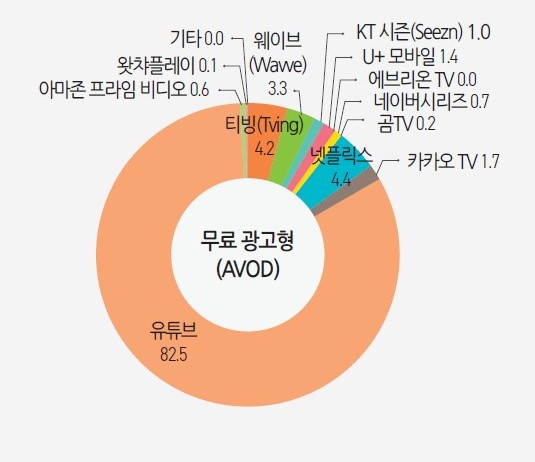 기타 0.0
왓챠플레이 0.1
아마존 프라임 비디오 0.6
웨이브
(Wavve)
3.3
KT 시즌(Seezn) 1.0
U+ 모바일 1.4
에브리온 TV 0.0
네이버시리즈 0.7
곰TV 0.2
티빙(Tving)
4.2
넷플릭스
4.4
카카오 TV 1.7
무료 광고형
(AVOD)
유튜브
82.5